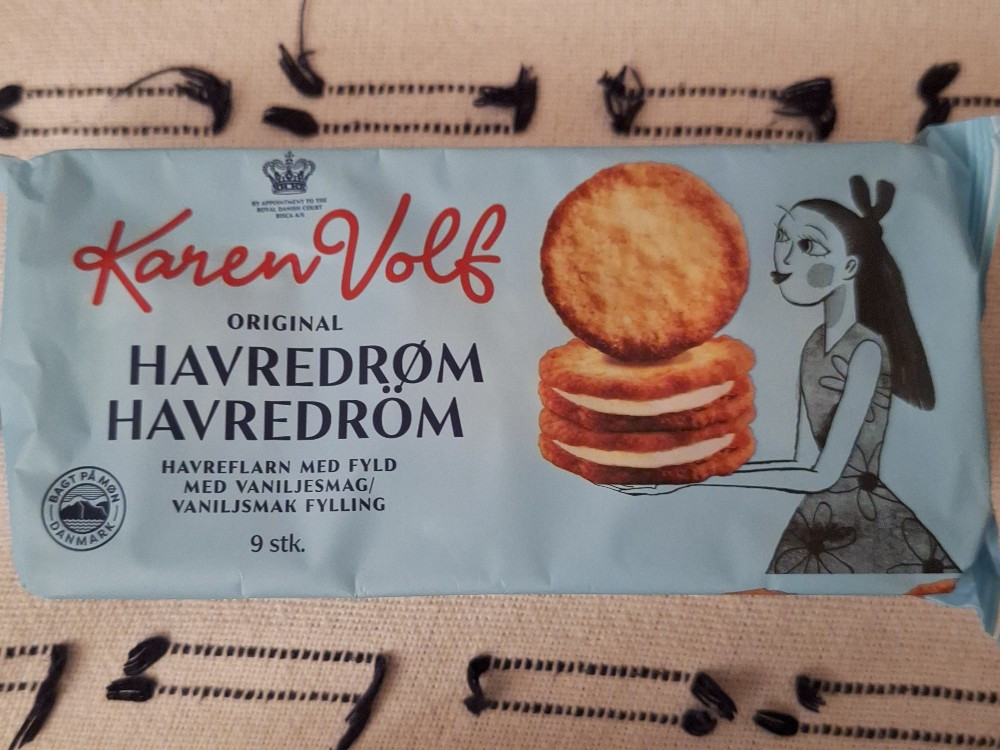 BY APPOINTMENT TO THE
ROYAL DANISH COURT
BISCA A/S
Karen Volf
ORIGINAL
HAVREDRØM
HAVREDRÖM
HAVREFLARN MED FYLD
MED VANILJESMAG/
VANILJSMAK FYLLING
9 stk.
BAGT PÅ MØN
DANMARK